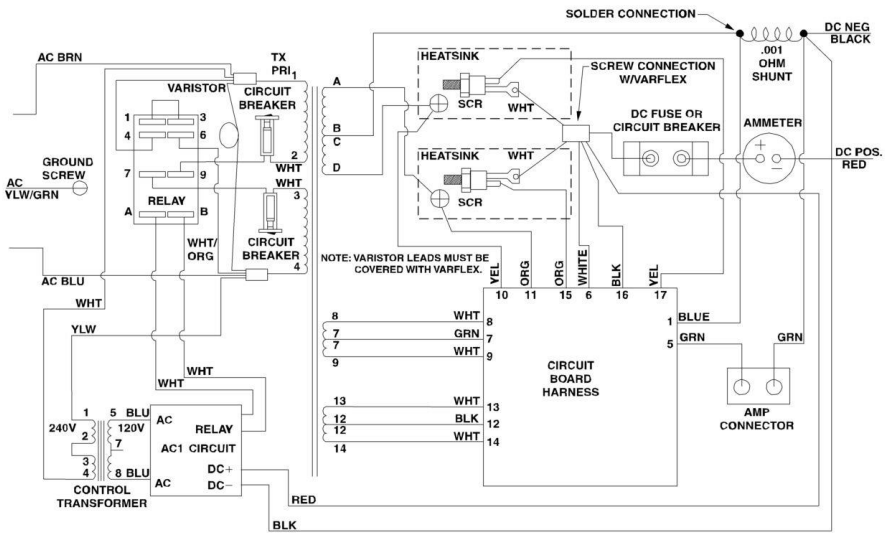 SOLDER CONNECTION
DC NEG
BLACK
.001
OHM
SHUNT
AC BRN
TX
PRI
1
VARISTOR
CIRCUIT
BREAKER
A
B
C
D
HEATSINK
SCR
WHT
SCREW CONNECTION
W/VARFLEX
DC FUSE OR
CIRCUIT BREAKER
AMMETER
+
−
DC POS.
RED
1
3
4
6
2
WHT
GROUND
SCREW
AC
YLW/GRN
7
9
WHT
3
RELAY
A
B
WHT/
ORG
CIRCUIT
BREAKER
4
HEATSINK
WHT
SCR
NOTE: VARISTOR LEADS MUST BE
COVERED WITH VARFLEX.
AC BLU
WHT
YLW
YEL
ORG
ORG
WHITE
BLK
YEL
10
11
15
6
16
17
8
WHT
8
7
GRN
7
7
WHT
9
9
1
BLUE
5
GRN
GRN
CIRCUIT
BOARD
HARNESS
AMP
CONNECTOR
13
WHT
13
12
BLK
12
12
WHT
14
14
WHT
WHT
1
5
BLU
240V
120V
2
7
3
4
8
BLU
CONTROL
TRANSFORMER
AC
RELAY
AC1 CIRCUIT
DC+
AC
DC−
RED
BLK